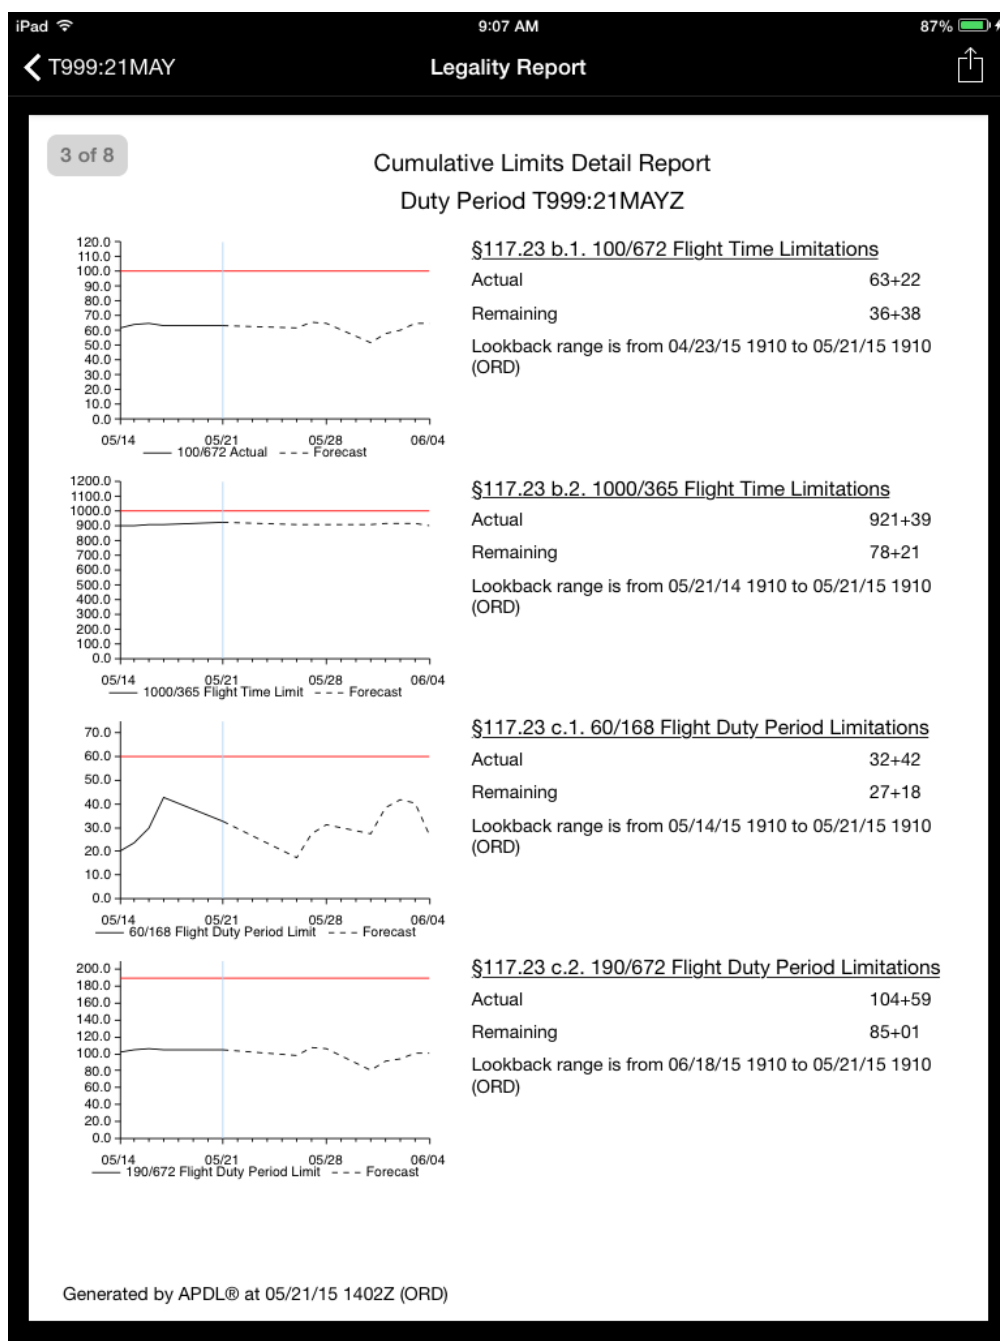 iPad 9:07 AM 87%
T999:21MAY Legality Report
3 of 8
Cumulative Limits Detail Report
Duty Period T999:21MAYZ
120.0
110.0
100.0
90.0
80.0
70.0
60.0
50.0
40.0
30.0
20.0
10.0
0.0
05/14 05/21 05/28 06/04
100/672 Actual Forecast
§117.23 b.1. 100/672 Flight Time Limitations
Actual 63+22
Remaining 36+38
Lookback range is from 04/23/15 1910 to 05/21/15 1910
(ORD)
1200.0
1100.0
1000.0
900.0
800.0
700.0
600.0
500.0
400.0
300.0
200.0
100.0
0.0
05/14 05/21 05/28 06/04
1000/365 Flight Time Limit Forecast
§117.23 b.2. 1000/365 Flight Time Limitations
Actual 921+39
Remaining 78+21
Lookback range is from 05/21/14 1910 to 05/21/15 1910
(ORD)
70.0
60.0
50.0
40.0
30.0
20.0
10.0
0.0
05/14 05/21 05/28 06/04
60/168 Flight Duty Period Limit Forecast
§117.23 c.1. 60/168 Flight Duty Period Limitations
Actual 32+42
Remaining 27+18
Lookback range is from 05/14/15 1910 to 05/21/15 1910
(ORD)
200.0
180.0
160.0
140.0
120.0
100.0
80.0
60.0
40.0
20.0
0.0
05/14 05/21 05/28 06/04
190/672 Flight Duty Period Limit Forecast
§117.23 c.2. 190/672 Flight Duty Period Limitations
Actual 104+59
Remaining 85+01
Lookback range is from 06/18/15 1910 to 05/21/15 1910
(ORD)
Generated by APDL® at 05/21/15 1402Z (ORD)